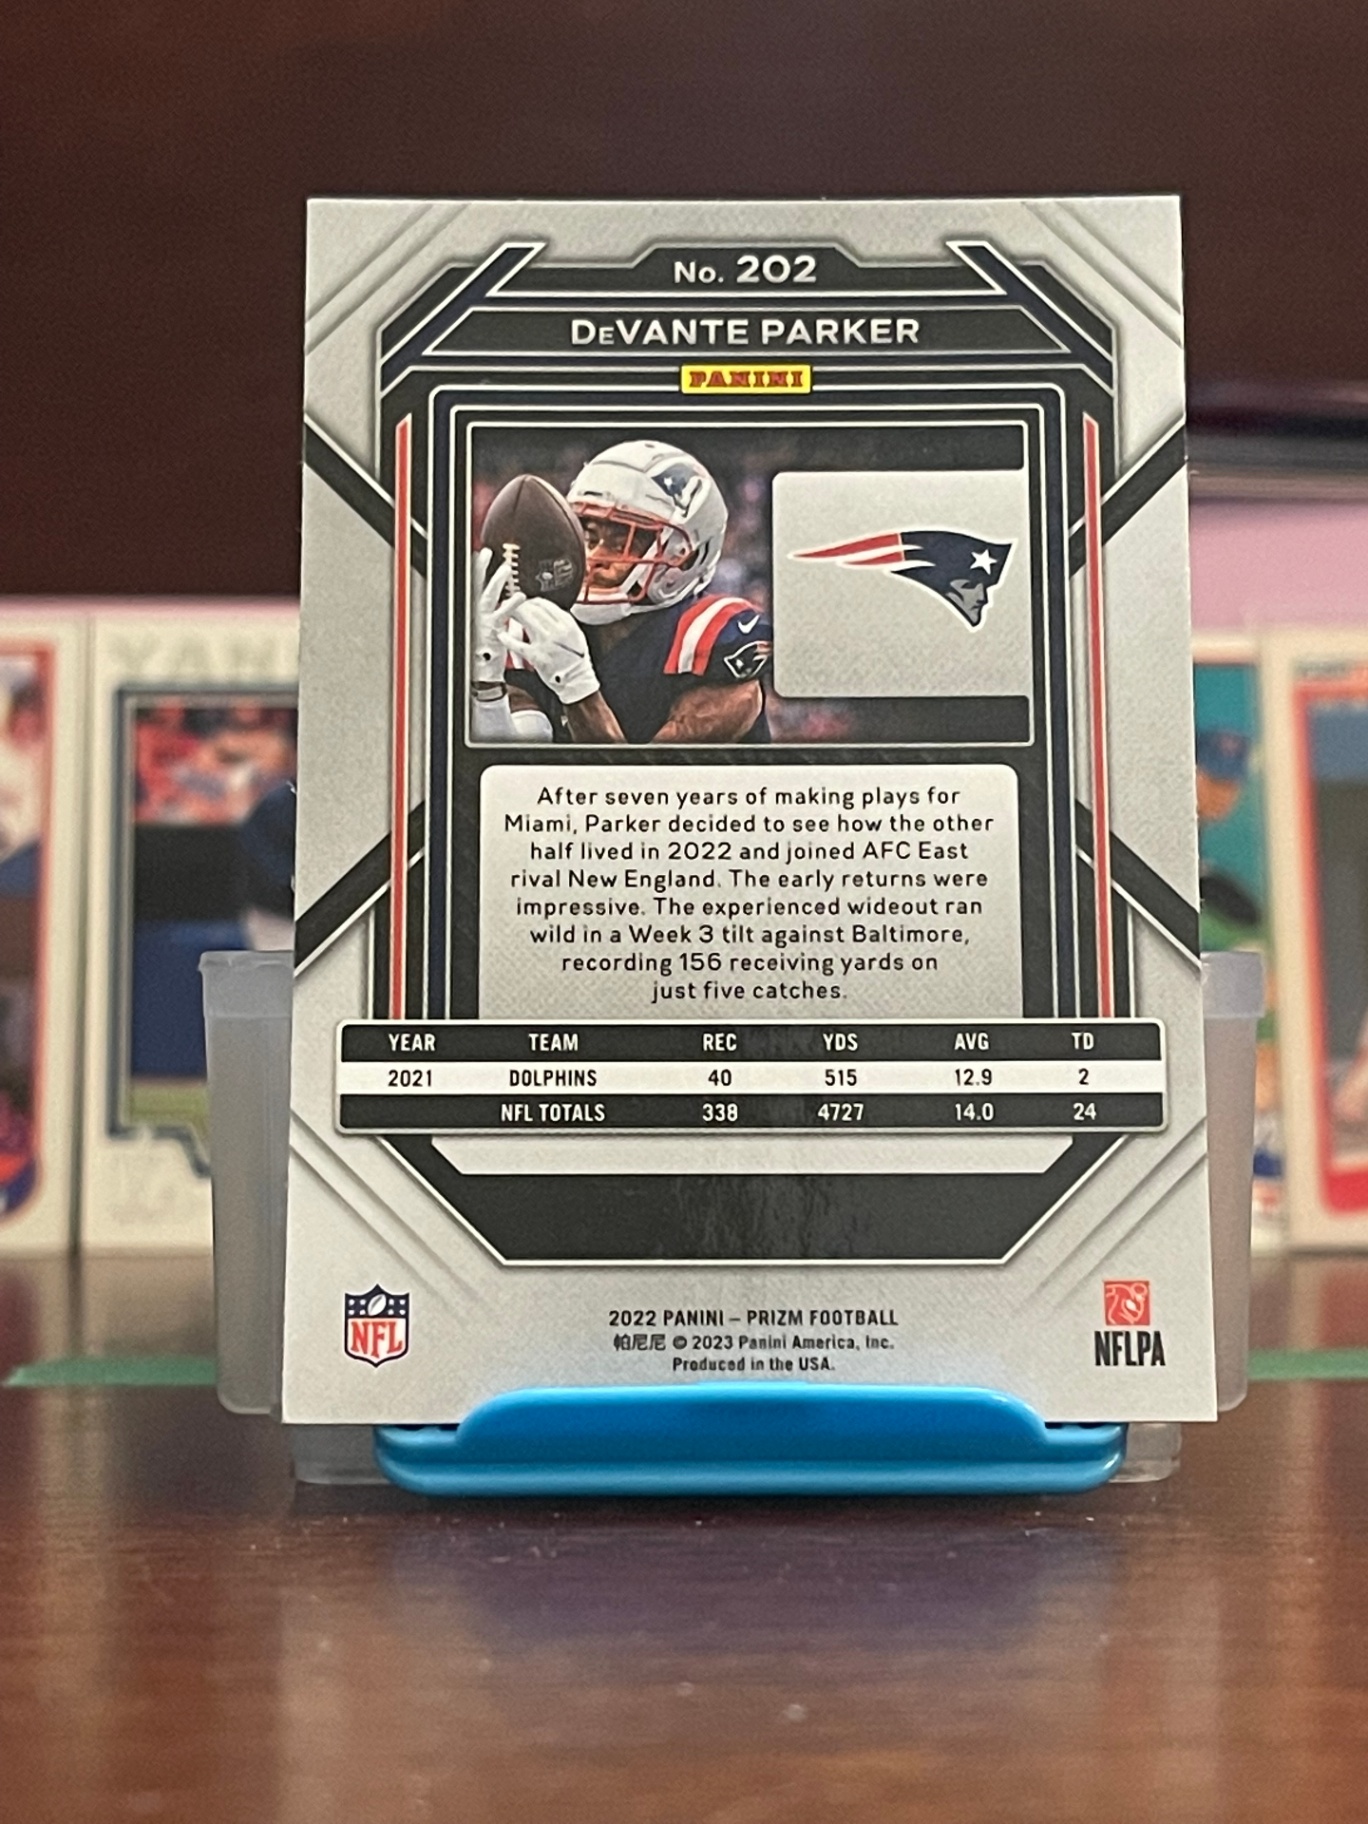 No. 202
DeVANTE PARKER
PANINI
After seven years of making plays for
Miami, Parker decided to see how the other
half lived in 2022 and joined AFC East
rival New England. The early returns were
impressive. The experienced wideout ran
wild in a Week 3 tilt against Baltimore,
recording 156 receiving yards on
just five catches.
YEAR TEAM REC YDS AVG TD
2021 DOLPHINS 40 515 12.9 2
NFL TOTALS 338 4727 14.0 24
NFL
NFLPA
2022 PANINI – PRIZM FOOTBALL
帕尼尼 © 2023 Panini America, Inc.
Produced in the USA.